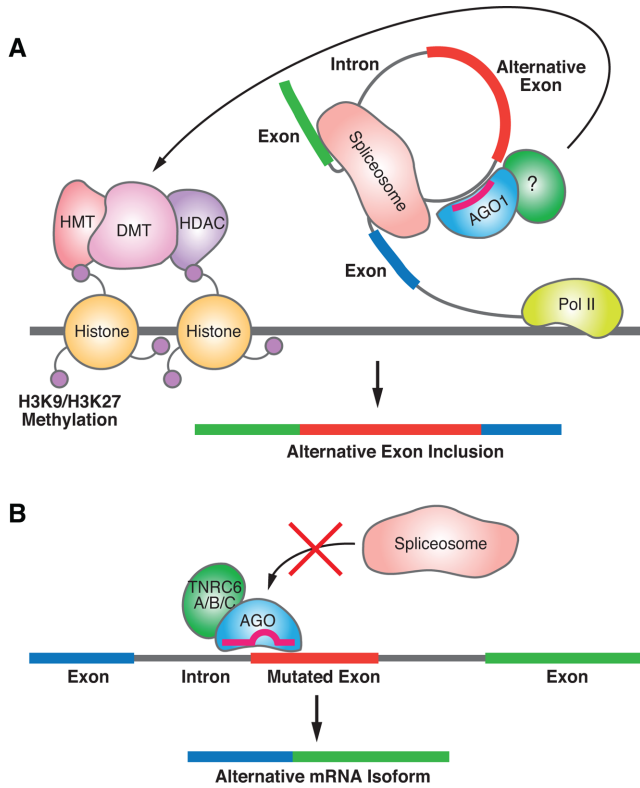 A
Intron
Alternative
Exon
Exon
Spliceosome
?
AGO1
HMT
DMT
HDAC
Exon
Pol II
Histone
Histone
H3K9/H3K27
Methylation
Alternative Exon Inclusion
B
Spliceosome
TNRC6
A/B/C
AGO
Exon
Intron
Mutated Exon
Exon
Alternative mRNA Isoform